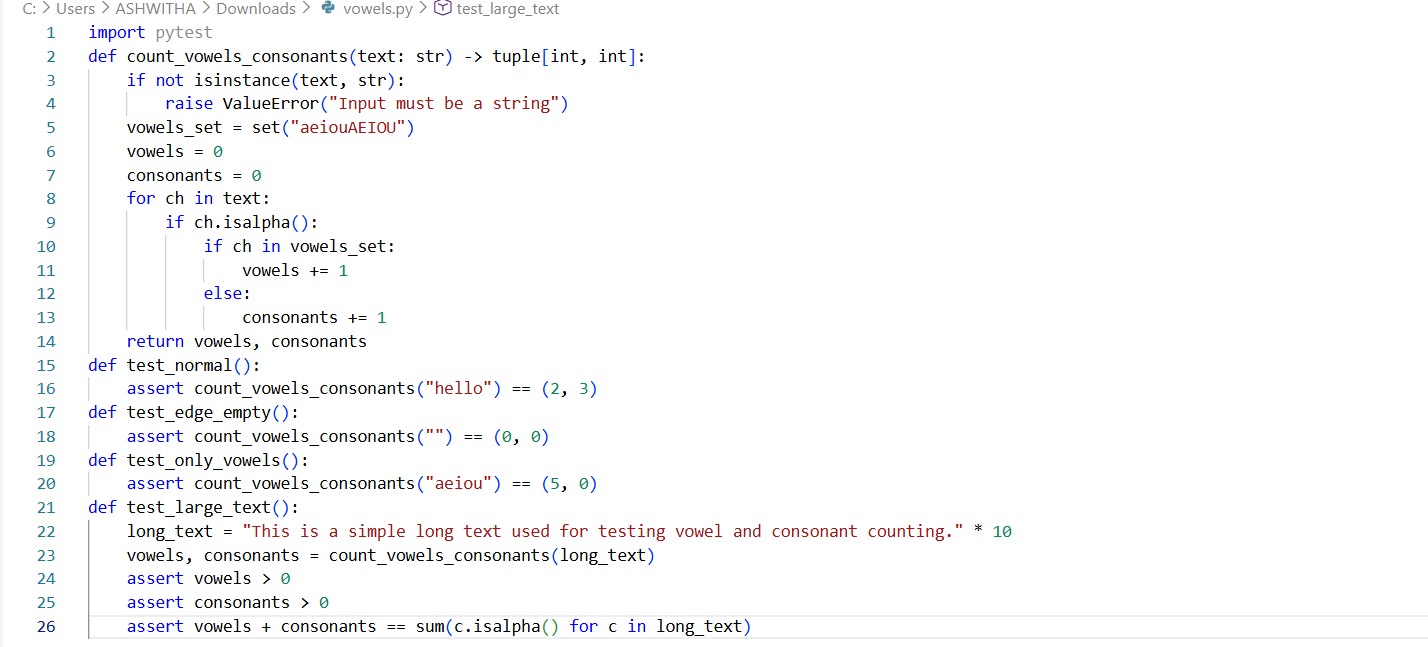 C: > Users > ASHWITHA > Downloads > vowels.py > test_large_text
1 import pytest
2 def count_vowels_consonants(text: str) -> tuple[int, int]:
3     if not isinstance(text, str):
4         raise ValueError("Input must be a string")
5     vowels_set = set("aeiouAEIOU")
6     vowels = 0
7     consonants = 0
8     for ch in text:
9         if ch.isalpha():
10             if ch in vowels_set:
11                 vowels += 1
12             else:
13                 consonants += 1
14     return vowels, consonants
15 def test_normal():
16     assert count_vowels_consonants("hello") == (2, 3)
17 def test_edge_empty():
18     assert count_vowels_consonants("") == (0, 0)
19 def test_only_vowels():
20     assert count_vowels_consonants("aeiou") == (5, 0)
21 def test_large_text():
22     long_text = "This is a simple long text used for testing vowel and consonant counting." * 10
23     vowels, consonants = count_vowels_consonants(long_text)
24     assert vowels > 0
25     assert consonants > 0
26     assert vowels + consonants == sum(c.isalpha() for c in long_text)